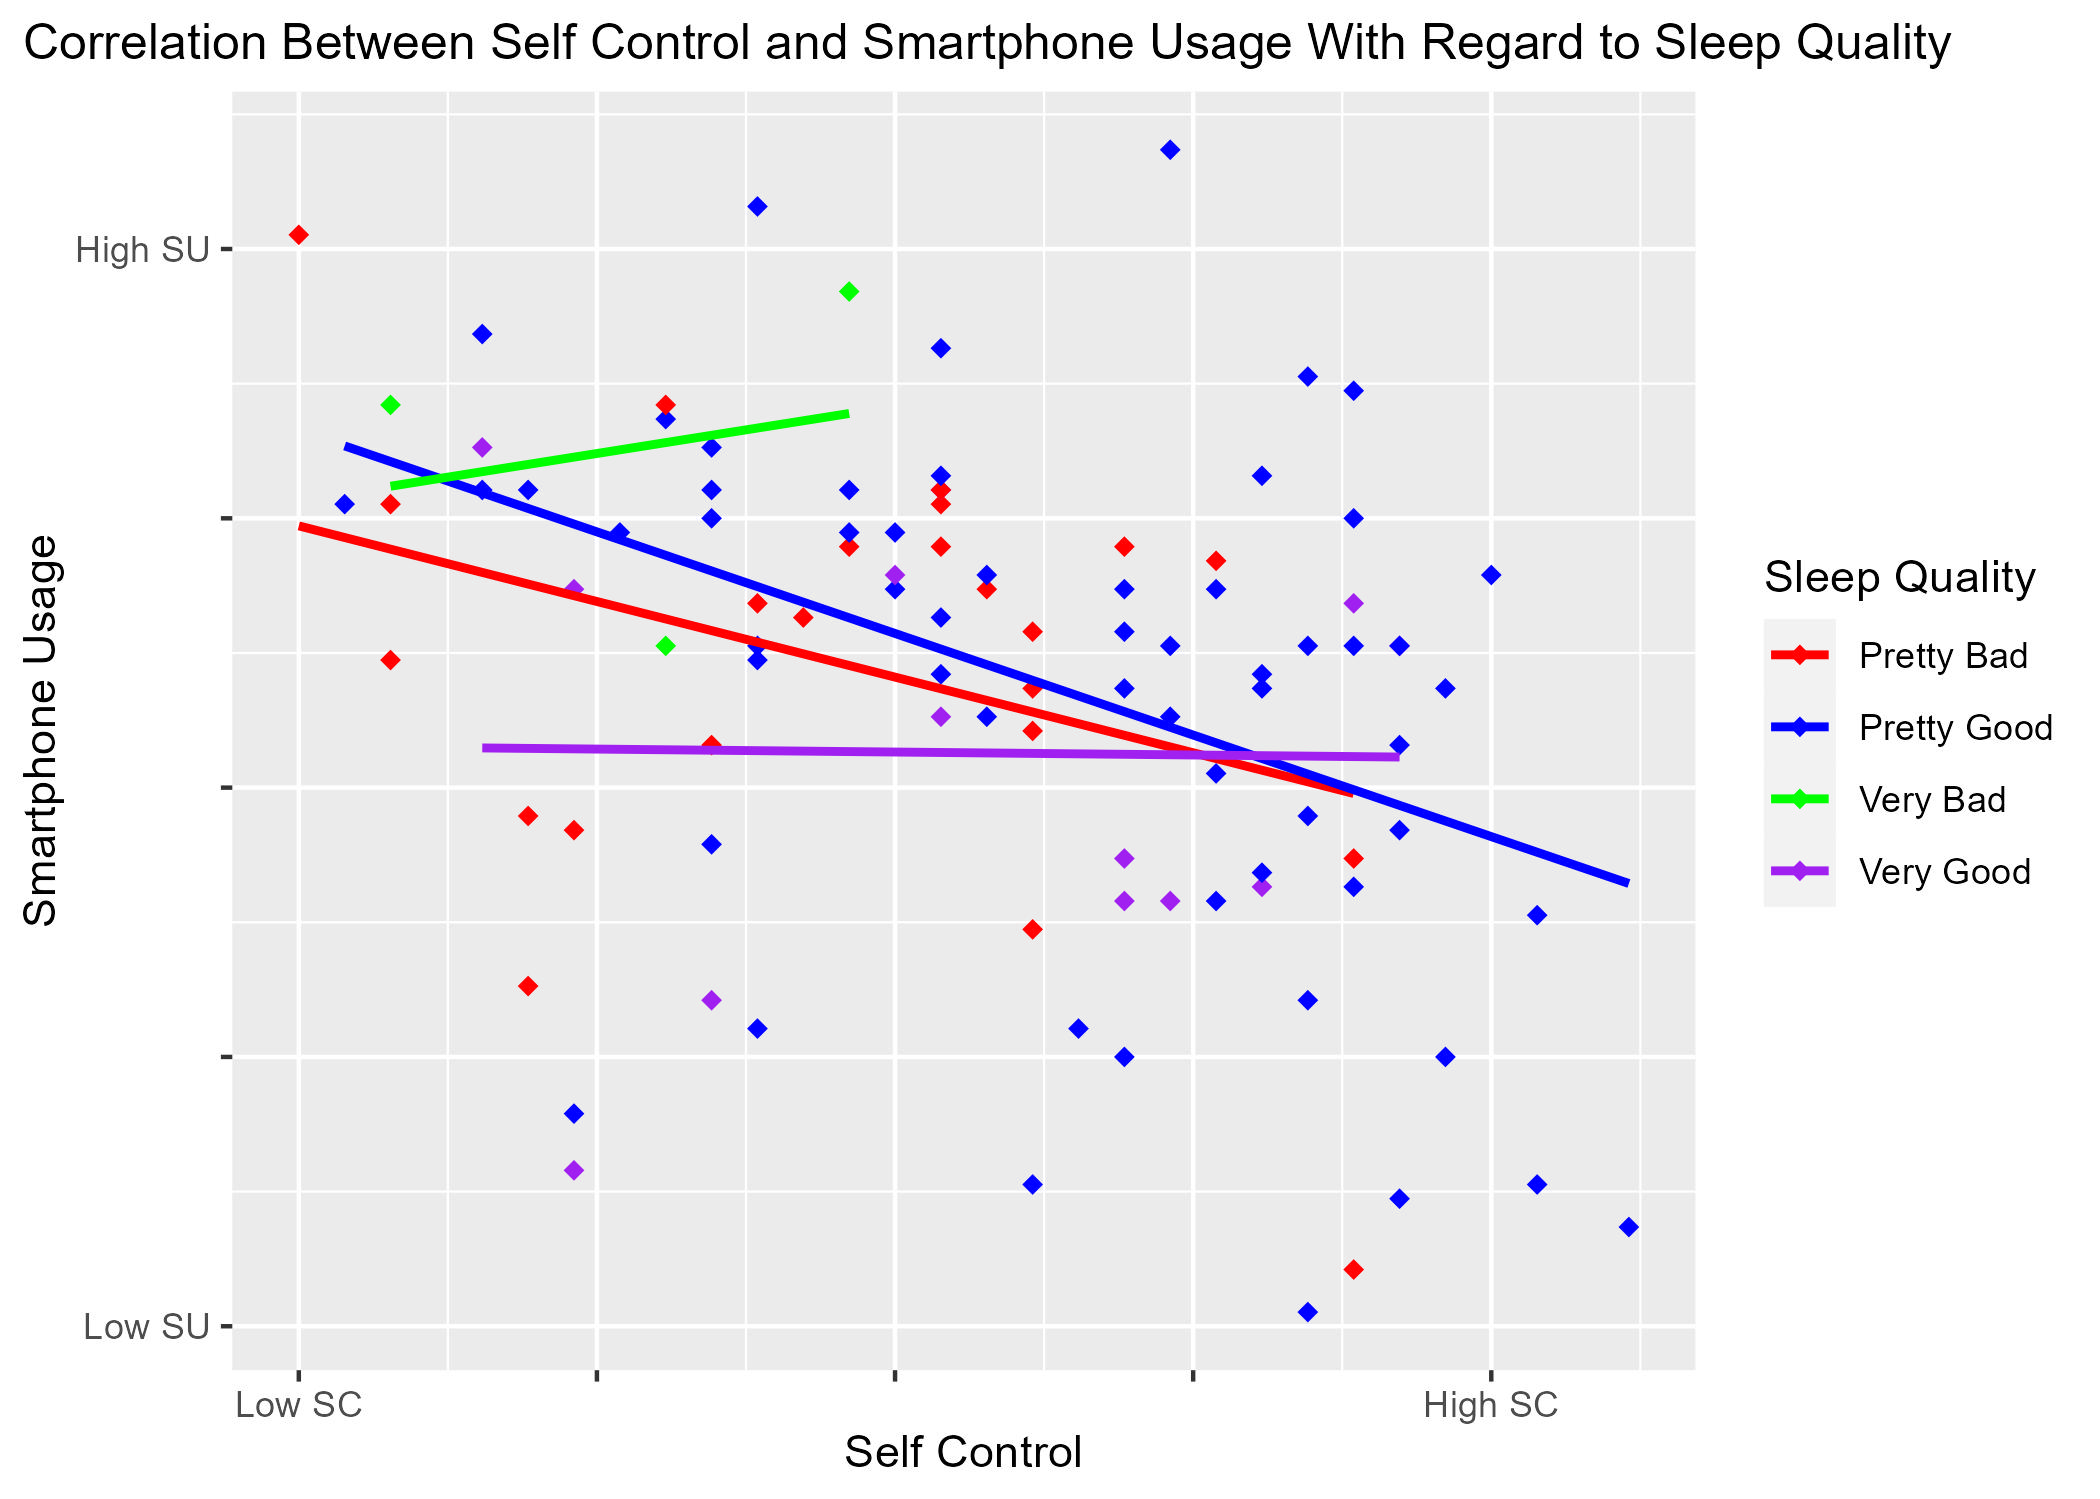 Correlation Between Self Control and Smartphone Usage With Regard to Sleep Quality
High SU
Low SU
Smartphone Usage
Low SC
High SC
Self Control
Sleep Quality
Pretty Bad
Pretty Good
Very Bad
Very Good